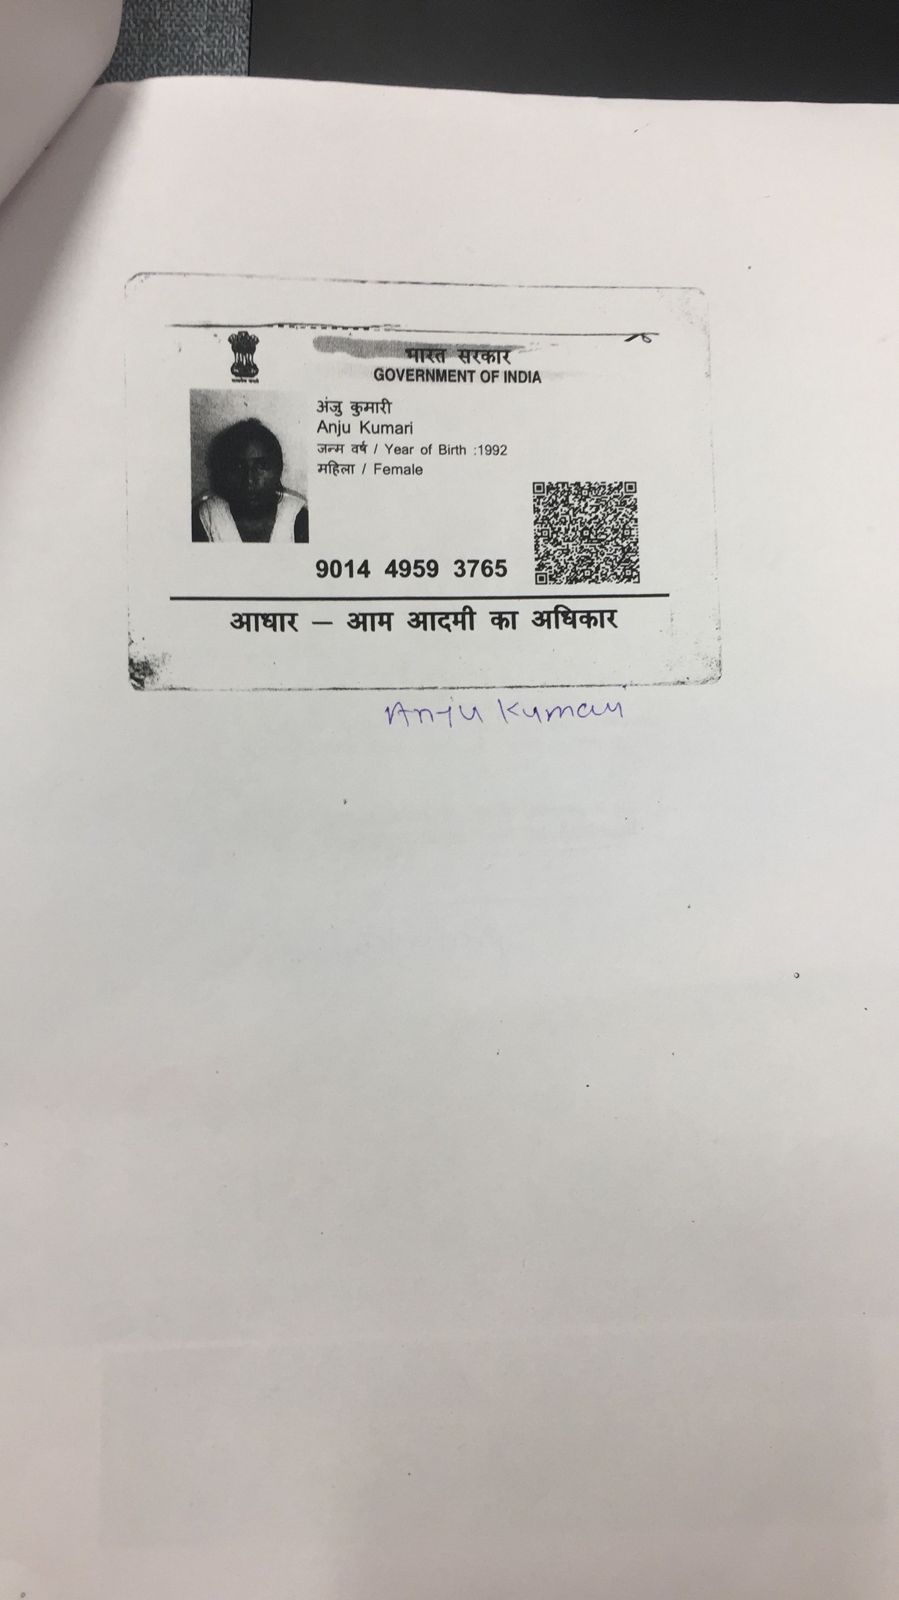 भारत सरकार
GOVERNMENT OF INDIA
अंजु कुमारी
Anju Kumari
जन्म वर्ष / Year of Birth :1992
महिला / Female
9014 4959 3765
आधार – आम आदमी का अधिकार
Anju Kumari